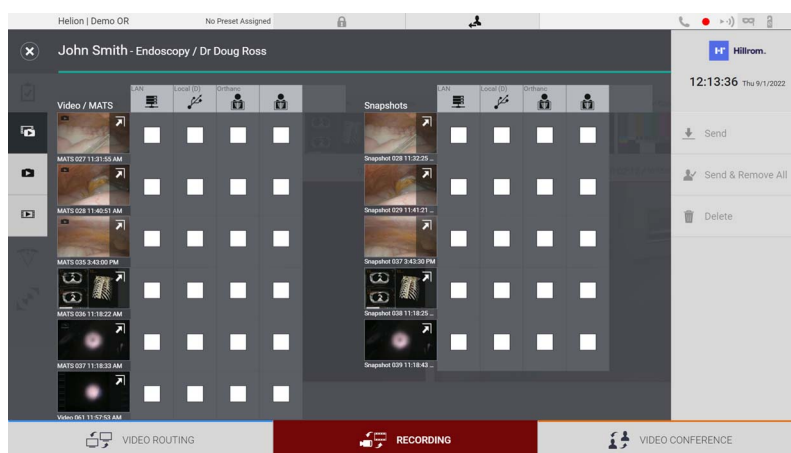 Helion | Demo OR
No Preset Assigned
John Smith - Endoscopy / Dr Doug Ross
Hillrom.
12:13:36 Thu 9/1/2022
Video / MATS
LAN
Local (D)
Orthanc
Snapshots
LAN
Local (D)
Orthanc
MATS 027 11:31:55 AM
Snapshot 028 11:32:25 ...
MATS 028 11:40:51 AM
Snapshot 029 11:41:21 ...
MATS 035 3:43:00 PM
Snapshot 037 3:43:30 PM
MATS 036 11:18:22 AM
Snapshot 038 11:18:25 ...
MATS 037 11:18:33 AM
Snapshot 039 11:18:43 ...
Video 061 11:57:53 AM
Send
Send & Remove All
Delete
VIDEO ROUTING
RECORDING
VIDEO CONFERENCE